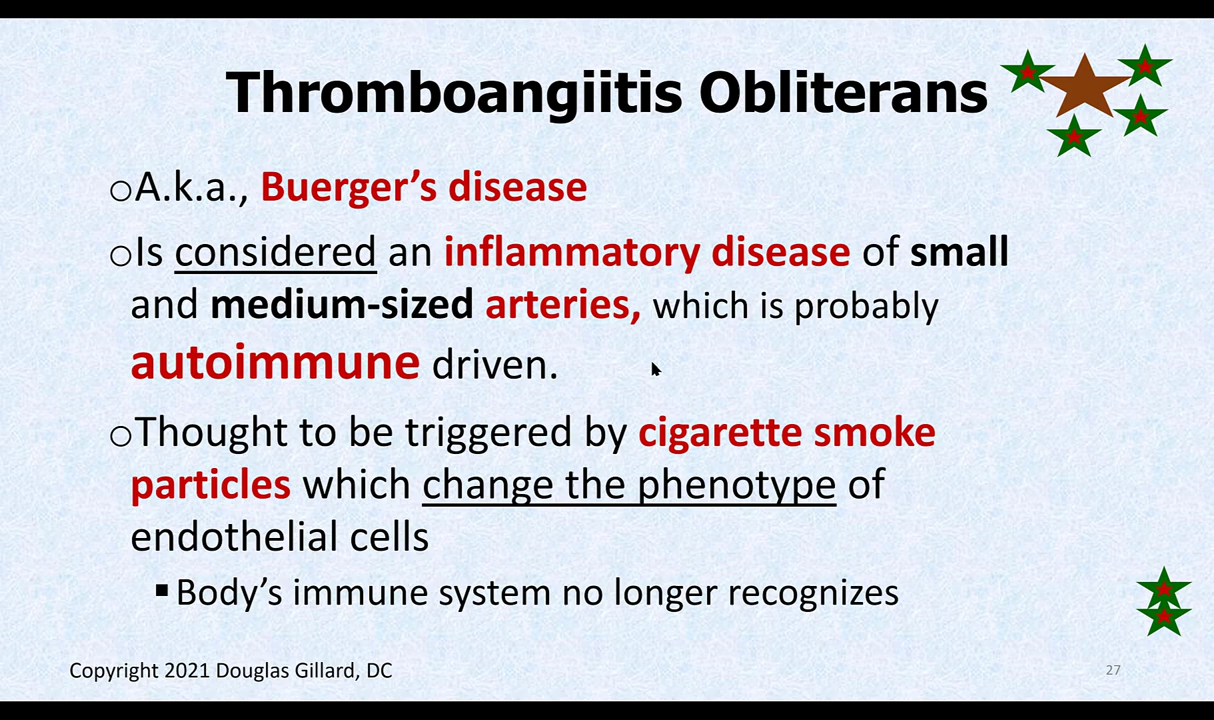 Thromboangiitis Obliterans
oA.k.a., Buerger’s disease
oIs considered an inflammatory disease of small
and medium-sized arteries, which is probably
autoimmune driven.
oThought to be triggered by cigarette smoke
particles which change the phenotype of
endothelial cells
▪Body’s immune system no longer recognizes
Copyright 2021 Douglas Gillard, DC
27